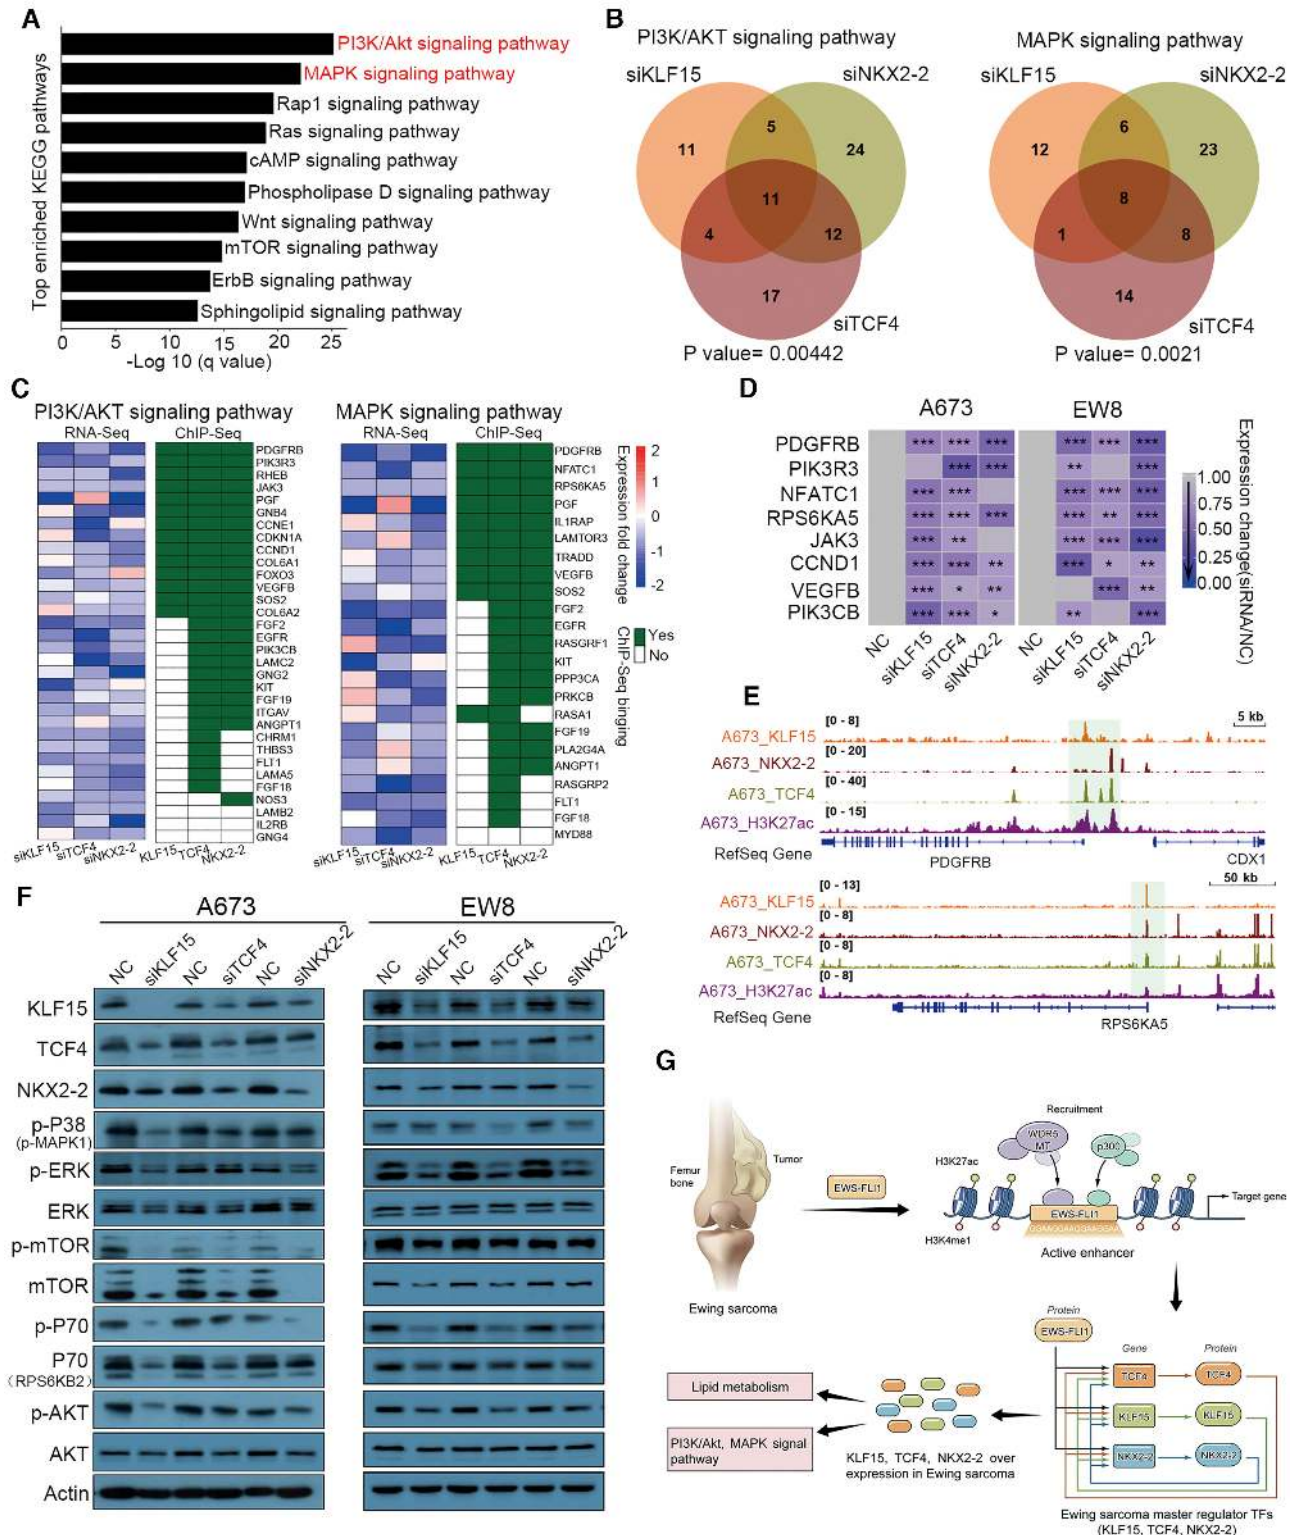 A
Top enriched KEGG pathways
PI3K/Akt signaling pathway
MAPK signaling pathway
Rap1 signaling pathway
Ras signaling pathway
cAMP signaling pathway
Phospholipase D signaling pathway
Wnt signaling pathway
mTOR signaling pathway
ErbB signaling pathway
Sphingolipid signaling pathway
0 5 10 15 20 25
-Log 10 (q value)
B
PI3K/AKT signaling pathway
siKLF15
siNKX2-2
5
11
24
11
4
12
17
siTCF4
P value= 0.00442
MAPK signaling pathway
siKLF15
siNKX2-2
6
12
23
8
1
8
14
siTCF4
P value= 0.0021
C
PI3K/AKT signaling pathway
RNA-Seq ChIP-Seq
PDGFRB
PIK3R3
RHEB
JAK3
PGF
GNB4
CCNE1
CDKN1A
CCND1
COL6A1
FOXO3
VEGFB
SOS2
COL6A2
FGF2
EGFR
PIK3CB
LAMC2
GNG2
KIT
FGF19
ITGAV
ANGPT1
CHRM1
THBS3
FLT1
LAMA5
FGF18
NOS3
LAMB2
IL2RB
GNG4
siKLF15 siTCF4 siNKX2-2 KLF15 TCF4 NKX2-2
MAPK signaling pathway
RNA-Seq ChIP-Seq
PDGFRB
NFATC1
RPS6KA5
PGF
IL1RAP
LAMTOR3
TRADD
VEGFB
SOS2
FGF2
EGFR
RASGRF1
KIT
PPP3CA
PRKCB
RASA1
FGF19
PLA2G4A
ANGPT1
RASGRP2
FLT1
FGF18
MYD88
siKLF15 siTCF4 siNKX2-2 KLF15 TCF4 NKX2-2
Expression fold change
2
1
0
-1
-2
ChIP-Seq binging
Yes
No
D
A673 EW8
PDGFRB *** *** *** *** *** ***
PIK3R3 *** *** ** ***
NFATC1 *** *** *** *** ***
RPS6KA5 *** *** *** *** ** ***
JAK3 *** ** *** *** ***
CCND1 *** *** ** *** * **
VEGFB *** * ** *** **
PIK3CB *** *** * ** ***
NC siKLF15 siTCF4 siNKX2-2 NC siKLF15 siTCF4 siNKX2-2
Expression change(siRNA/NC)
1.00
0.75
0.50
0.25
0.00
E
[0 - 8]
5 kb
A673_KLF15
[0 - 20]
A673_NKX2-2
[0 - 40]
A673_TCF4
[0 - 15]
A673_H3K27ac
RefSeq Gene
PDGFRB
CDX1
[0 - 13]
50 kb
A673_KLF15
[0 - 8]
A673_NKX2-2
[0 - 8]
A673_TCF4
[0 - 8]
A673_H3K27ac
RefSeq Gene
RPS6KA5
F
A673 EW8
NC siKLF15 NC siTCF4 NC siNKX2-2 NC siKLF15 NC siTCF4 NC siNKX2-2
KLF15
TCF4
NKX2-2
p-P38
(p-MAPK1)
p-ERK
ERK
p-mTOR
mTOR
p-P70
P70
(RPS6KB2)
p-AKT
AKT
Actin
G
Femur
bone
Tumor
Ewing sarcoma
EWS-FLI1
Recruitment
WDR5
MT
p300
H3K27ac
H3K4me1
EWS-FLI1
GGAAGGAAGGAAGGAA
Target gene
Active enhancer
Protein
EWS-FLI1
Gene Protein
TCF4 TCF4
KLF15 KLF15
NKX2-2 NKX2-2
Ewing sarcoma master regulator TFs
(KLF15, TCF4, NKX2-2)
KLF15, TCF4, NKX2-2 over
expression in Ewing sarcoma
Lipid metabolism
PI3K/Akt, MAPK signal
pathway